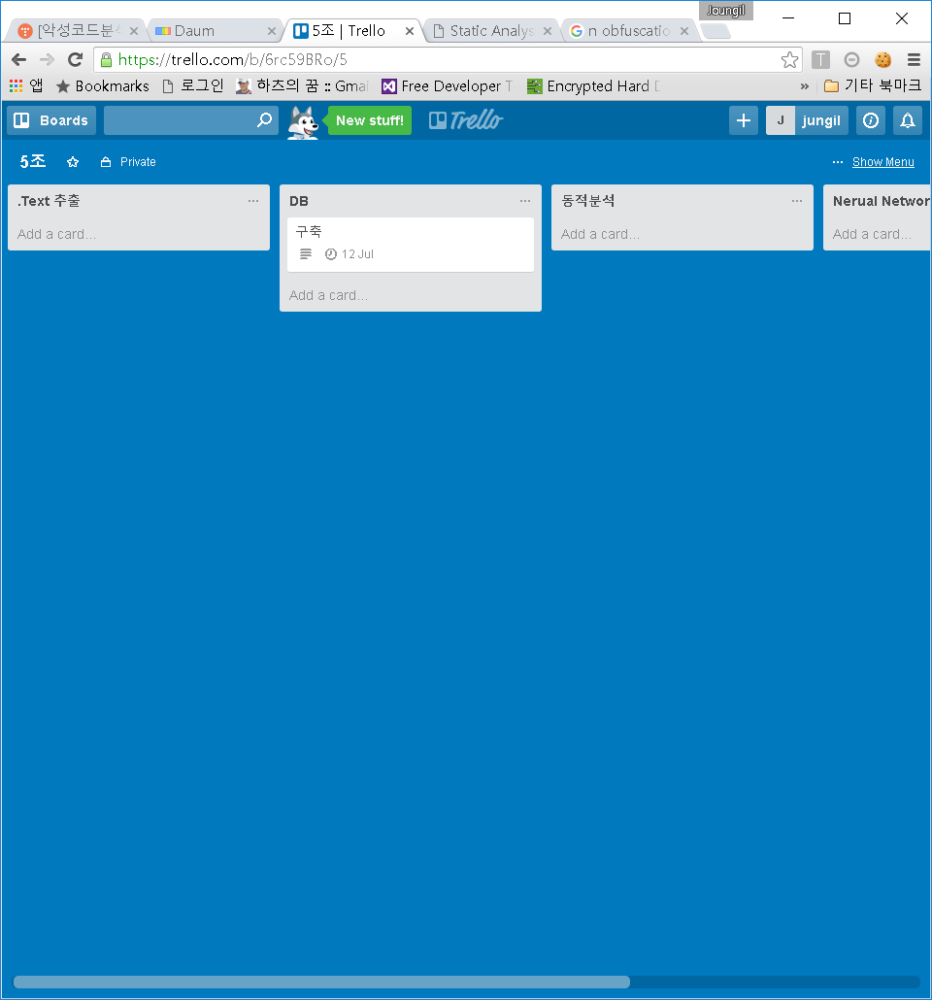 Joungil
[악성코드분 Daum 5조 | Trello Static Analys n obfuscatio
https://trello.com/b/6rc59BRo/5
앱 Bookmarks 로그인 하츠의 꿈 :: Gmai Free Developer T Encrypted Hard D » 기타 북마크
Boards New stuff! Trello J jungil
5조 Private ... Show Menu
.Text 추출 ... DB ... 동적분석 ... Nerual Networ
Add a card... 구축 Add a card... Add a card...
12 Jul
Add a card...